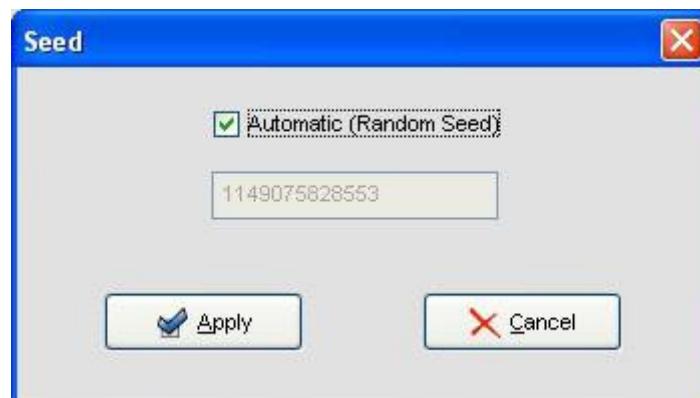 Seed
Automatic (Random Seed)
1149075828553
Apply
Cancel